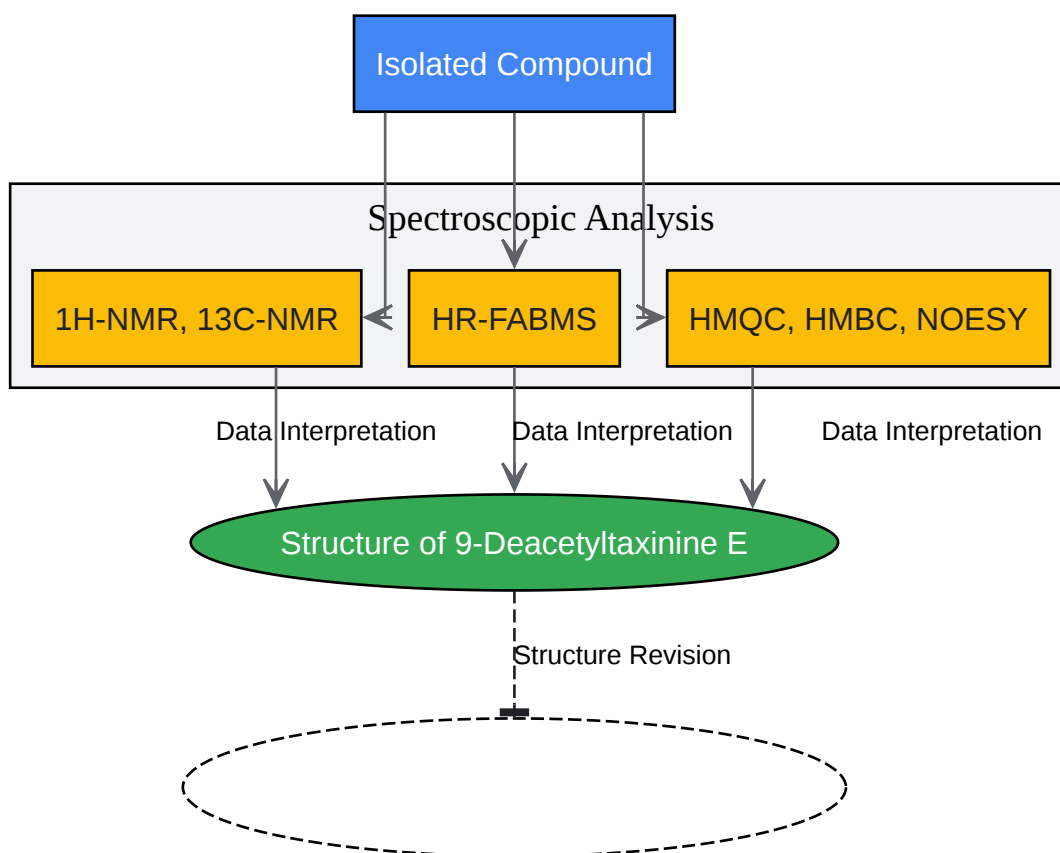 Isolated Compound
Spectroscopic Analysis
1H-NMR, 13C-NMR
HR-FABMS
HMQC, HMBC, NOESY
Data Interpretation
Data Interpretation
Data Interpretation
Structure of 9-Deacetyltaxinine E
Structure Revision